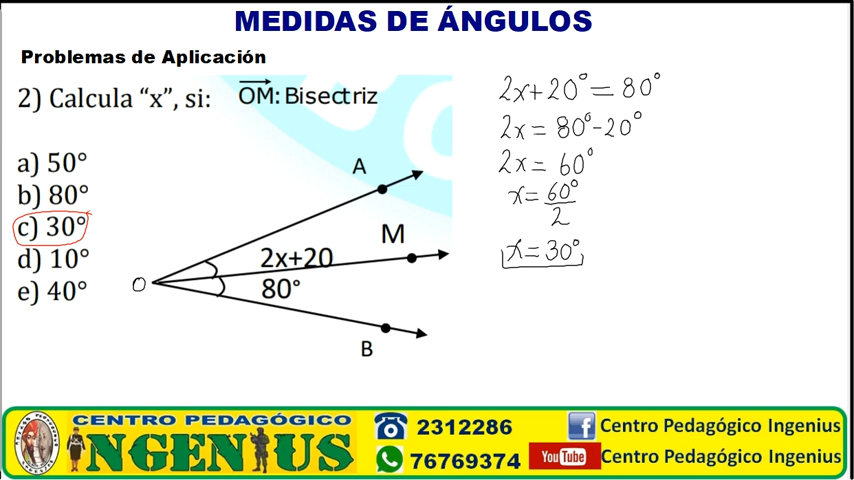 MEDIDAS DE ÁNGULOS
Problemas de Aplicación
2) Calcula “x”, si: OM: Bisectriz
a) 50°
b) 80°
c) 30°
d) 10°
e) 40°
A
M
2x+20
O
80°
B
2x+20° = 80°
2x = 80° - 20°
2x = 60°
x = 60°
2
x = 30°
CENTRO PEDAGÓGICO
INGENIUS
2312286
76769374
f Centro Pedagógico Ingenius
YouTube Centro Pedagógico Ingenius